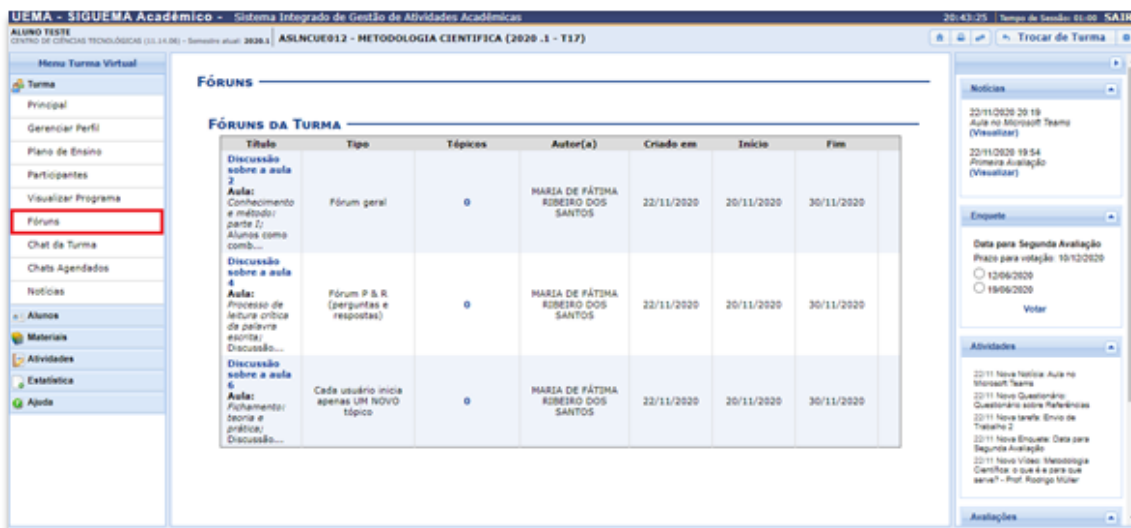 UEMA - SIGUEMA Acadêmico - Sistema Integrado de Gestão de Atividades Acadêmicas
20:43:25 Tempo de Sessão: 01:00 SAIR
ALUNO TESTE
CENTRO DE CIÊNCIAS TECNOLÓGICAS (11.14.06) - Semestre atual: 2020.1
ASLNCUE012 - METODOLOGIA CIENTIFICA (2020 .1 - T17)
Trocar de Turma
Menu Turma Virtual
Turma
Principal
Gerenciar Perfil
Plano de Ensino
Participantes
Visualizar Programa
Fóruns
Chat da Turma
Chats Agendados
Notícias
Alunos
Materiais
Atividades
Estatística
Ajuda
FÓRUNS
FÓRUNS DA TURMA
Título Tipo Tópicos Autor(a) Criado em Início Fim
Discussão
sobre a aula
2
Aula:
Conhecimento
e método:
parte I;
Alunos como
comb....
Fórum geral
0
MARIA DE FÁTIMA
RIBEIRO DOS
SANTOS
22/11/2020
20/11/2020
30/11/2020
Discussão
sobre a aula
4
Aula:
Processo de
leitura crítica
da palavra
escrita;
Discussão....
Fórum P & R
(perguntas e
respostas)
0
MARIA DE FÁTIMA
RIBEIRO DOS
SANTOS
22/11/2020
20/11/2020
30/11/2020
Discussão
sobre a aula
6
Aula:
Fichamento:
teoria e
prática;
Discussão....
Cada usuário inicia
apenas UM NOVO
tópico
0
MARIA DE FÁTIMA
RIBEIRO DOS
SANTOS
22/11/2020
20/11/2020
30/11/2020
Notícias
22/11/2020 20:19
Aula no Microsoft Teams
(Visualizar)
22/11/2020 19:54
Primeira Avaliação
(Visualizar)
Enquete
Data para Segunda Avaliação
Prazo para votação: 10/12/2020
12/06/2020
19/06/2020
Votar
Atividades
22/11 Nova Notícia: Aula no
Microsoft Teams
22/11 Novo Questionário:
Questionário sobre Referências
22/11 Nova tarefa: Envio de
Trabalho 2
22/11 Nova Enquete: Data para
Segunda Avaliação
22/11 Novo Vídeo: Metodologia
Científica: o que é e para que
serve? - Prof. Rodrigo Müller
Avaliações